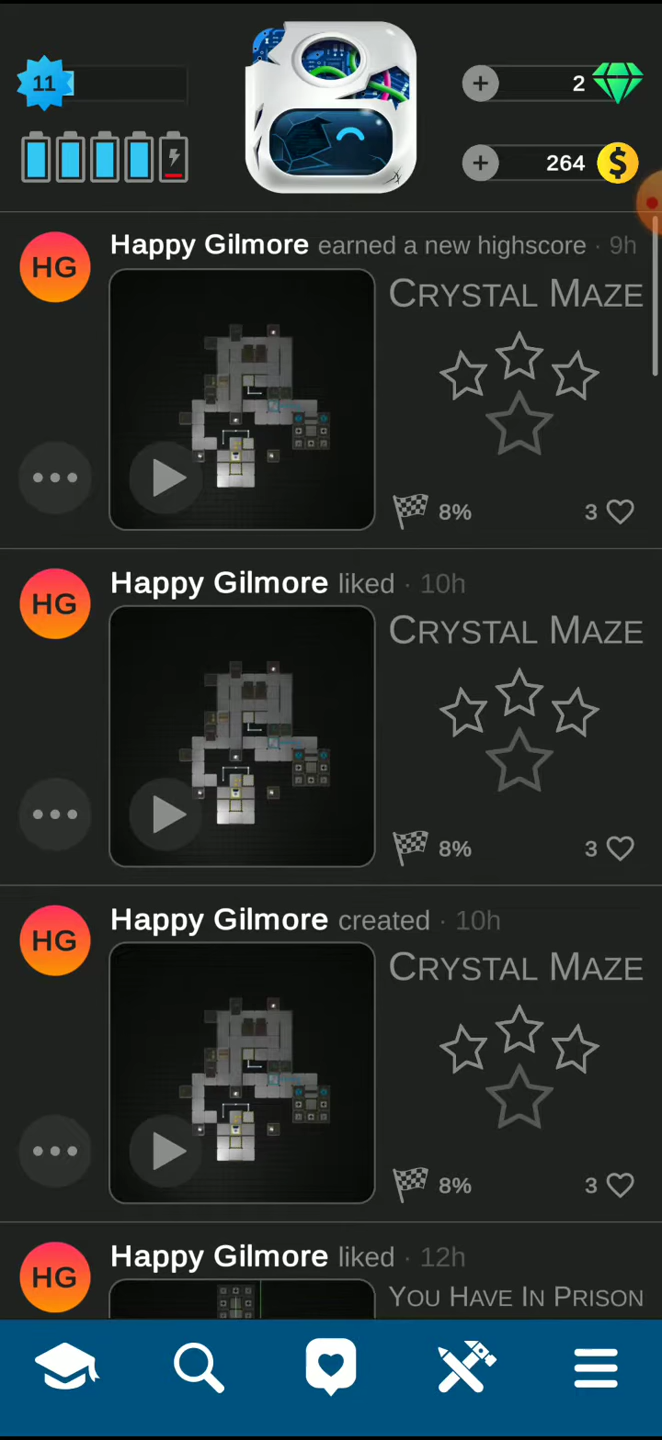 11
2
264
Happy Gilmore earned a new highscore · 9h
HG
CRYSTAL MAZE
8%
3
Happy Gilmore liked · 10h
HG
CRYSTAL MAZE
8%
3
Happy Gilmore created · 10h
HG
CRYSTAL MAZE
8%
3
Happy Gilmore liked · 12h
HG
YOU HAVE IN PRISON